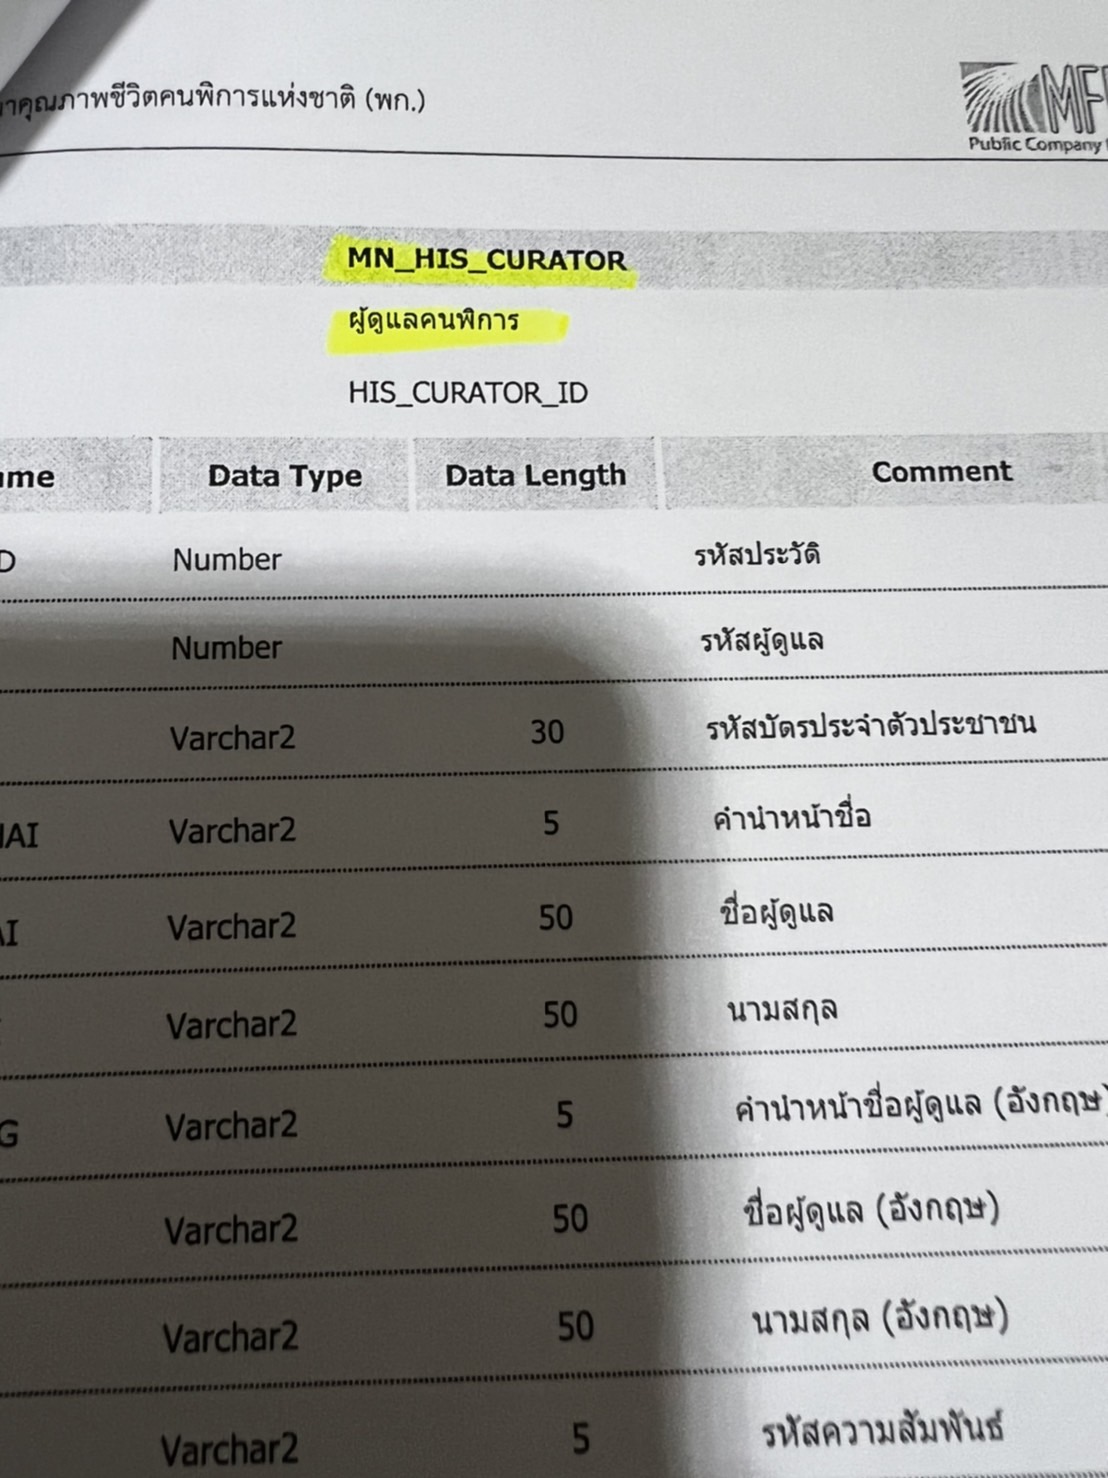 าคุณภาพชีวิตคนพิการแห่งชาติ (พก.)
MF
Public Company
MN_HIS_CURATOR
ผู้ดูแลคนพิการ
HIS_CURATOR_ID
Data Type Data Length Comment
Number รหัสประวัติ
Number รหัสผู้ดูแล
Varchar2 30 รหัสบัตรประจำตัวประชาชน
Varchar2 5 คำนำหน้าชื่อ
Varchar2 50 ชื่อผู้ดูแล
Varchar2 50 นามสกุล
Varchar2 5 คำนำหน้าชื่อผู้ดูแล (อังกฤษ)
Varchar2 50 ชื่อผู้ดูแล (อังกฤษ)
Varchar2 50 นามสกุล (อังกฤษ)
Varchar2 5 รหัสความสัมพันธ์